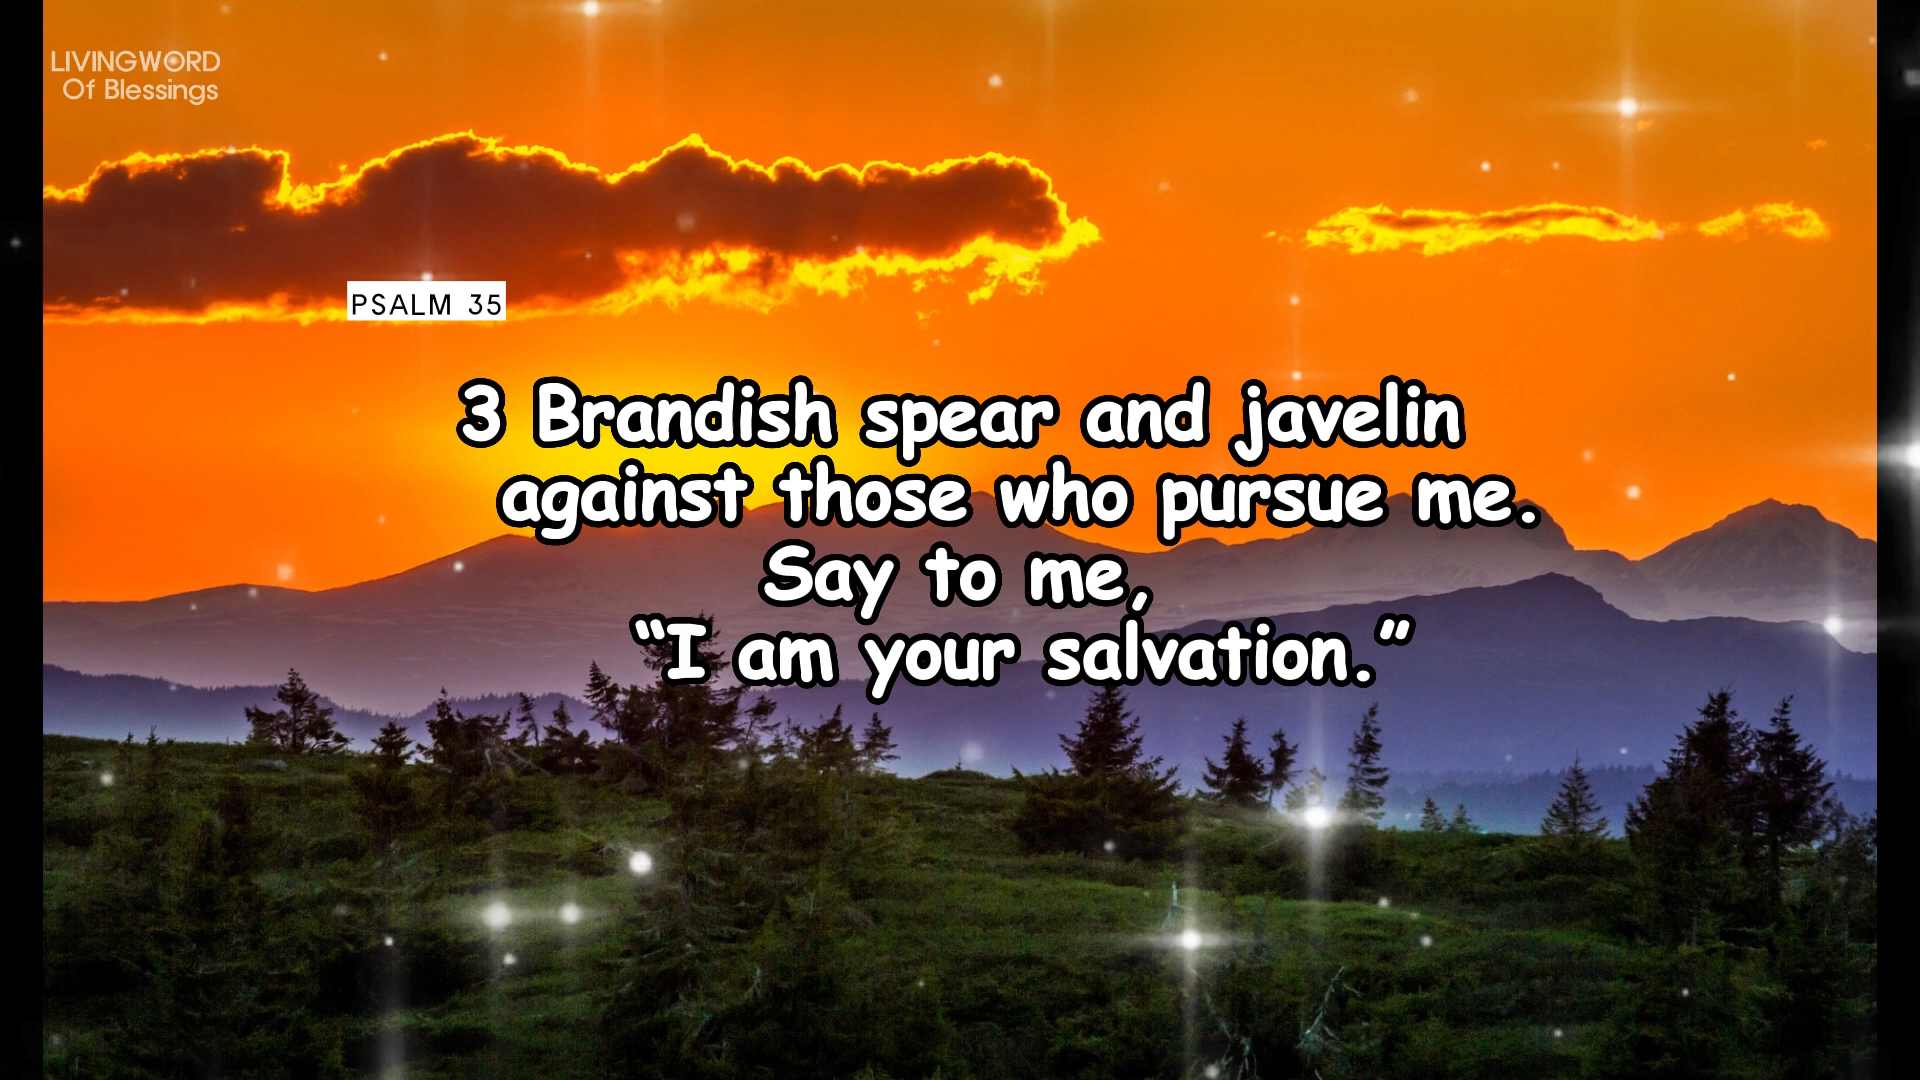 LIVINGWORD
Of Blessings
PSALM 35
3 Brandish spear and javelin
against those who pursue me.
Say to me,
“I am your salvation.”